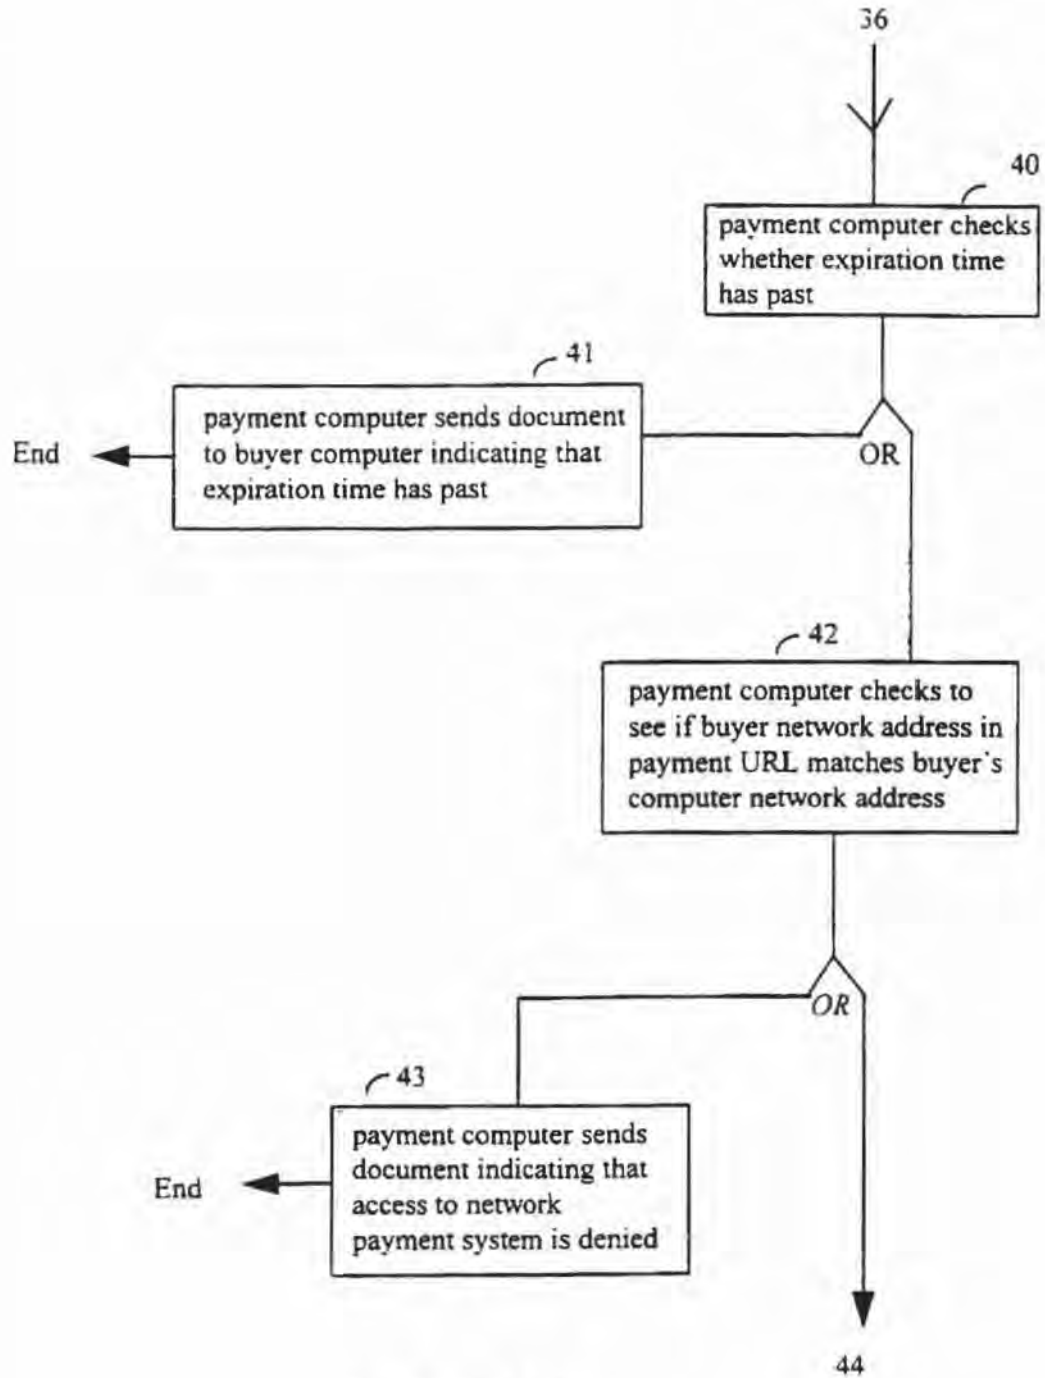 36
40
payment computer checks
whether expiration time
has past
41
payment computer sends document
to buyer computer indicating that
expiration time has past
End
OR
42
payment computer checks to
see if buyer network address in
payment URL matches buyer's
computer network address
OR
43
payment computer sends
document indicating that
access to network
payment system is denied
End
44